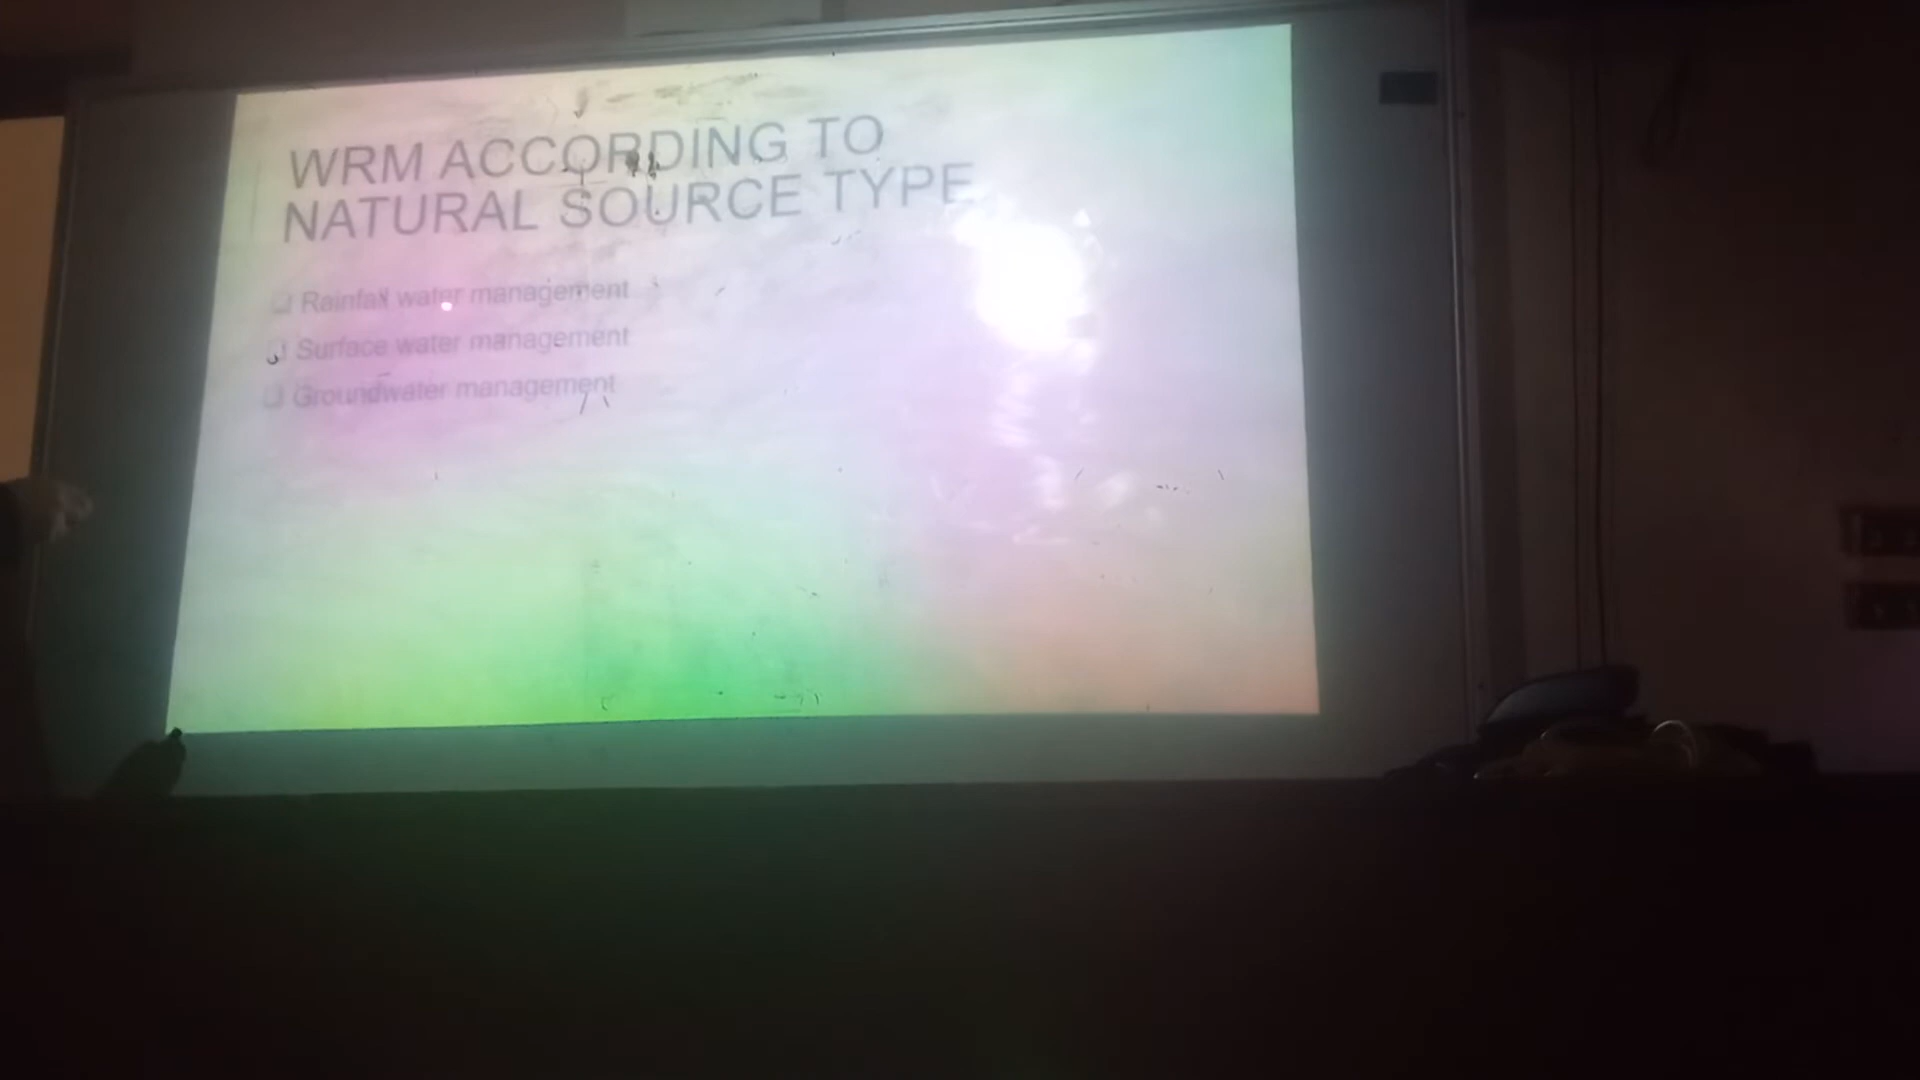 WRM ACCORDING TO
NATURAL SOURCE TYPE
❑ Rainfall water management
❑ Surface water management
❑ Groundwater management